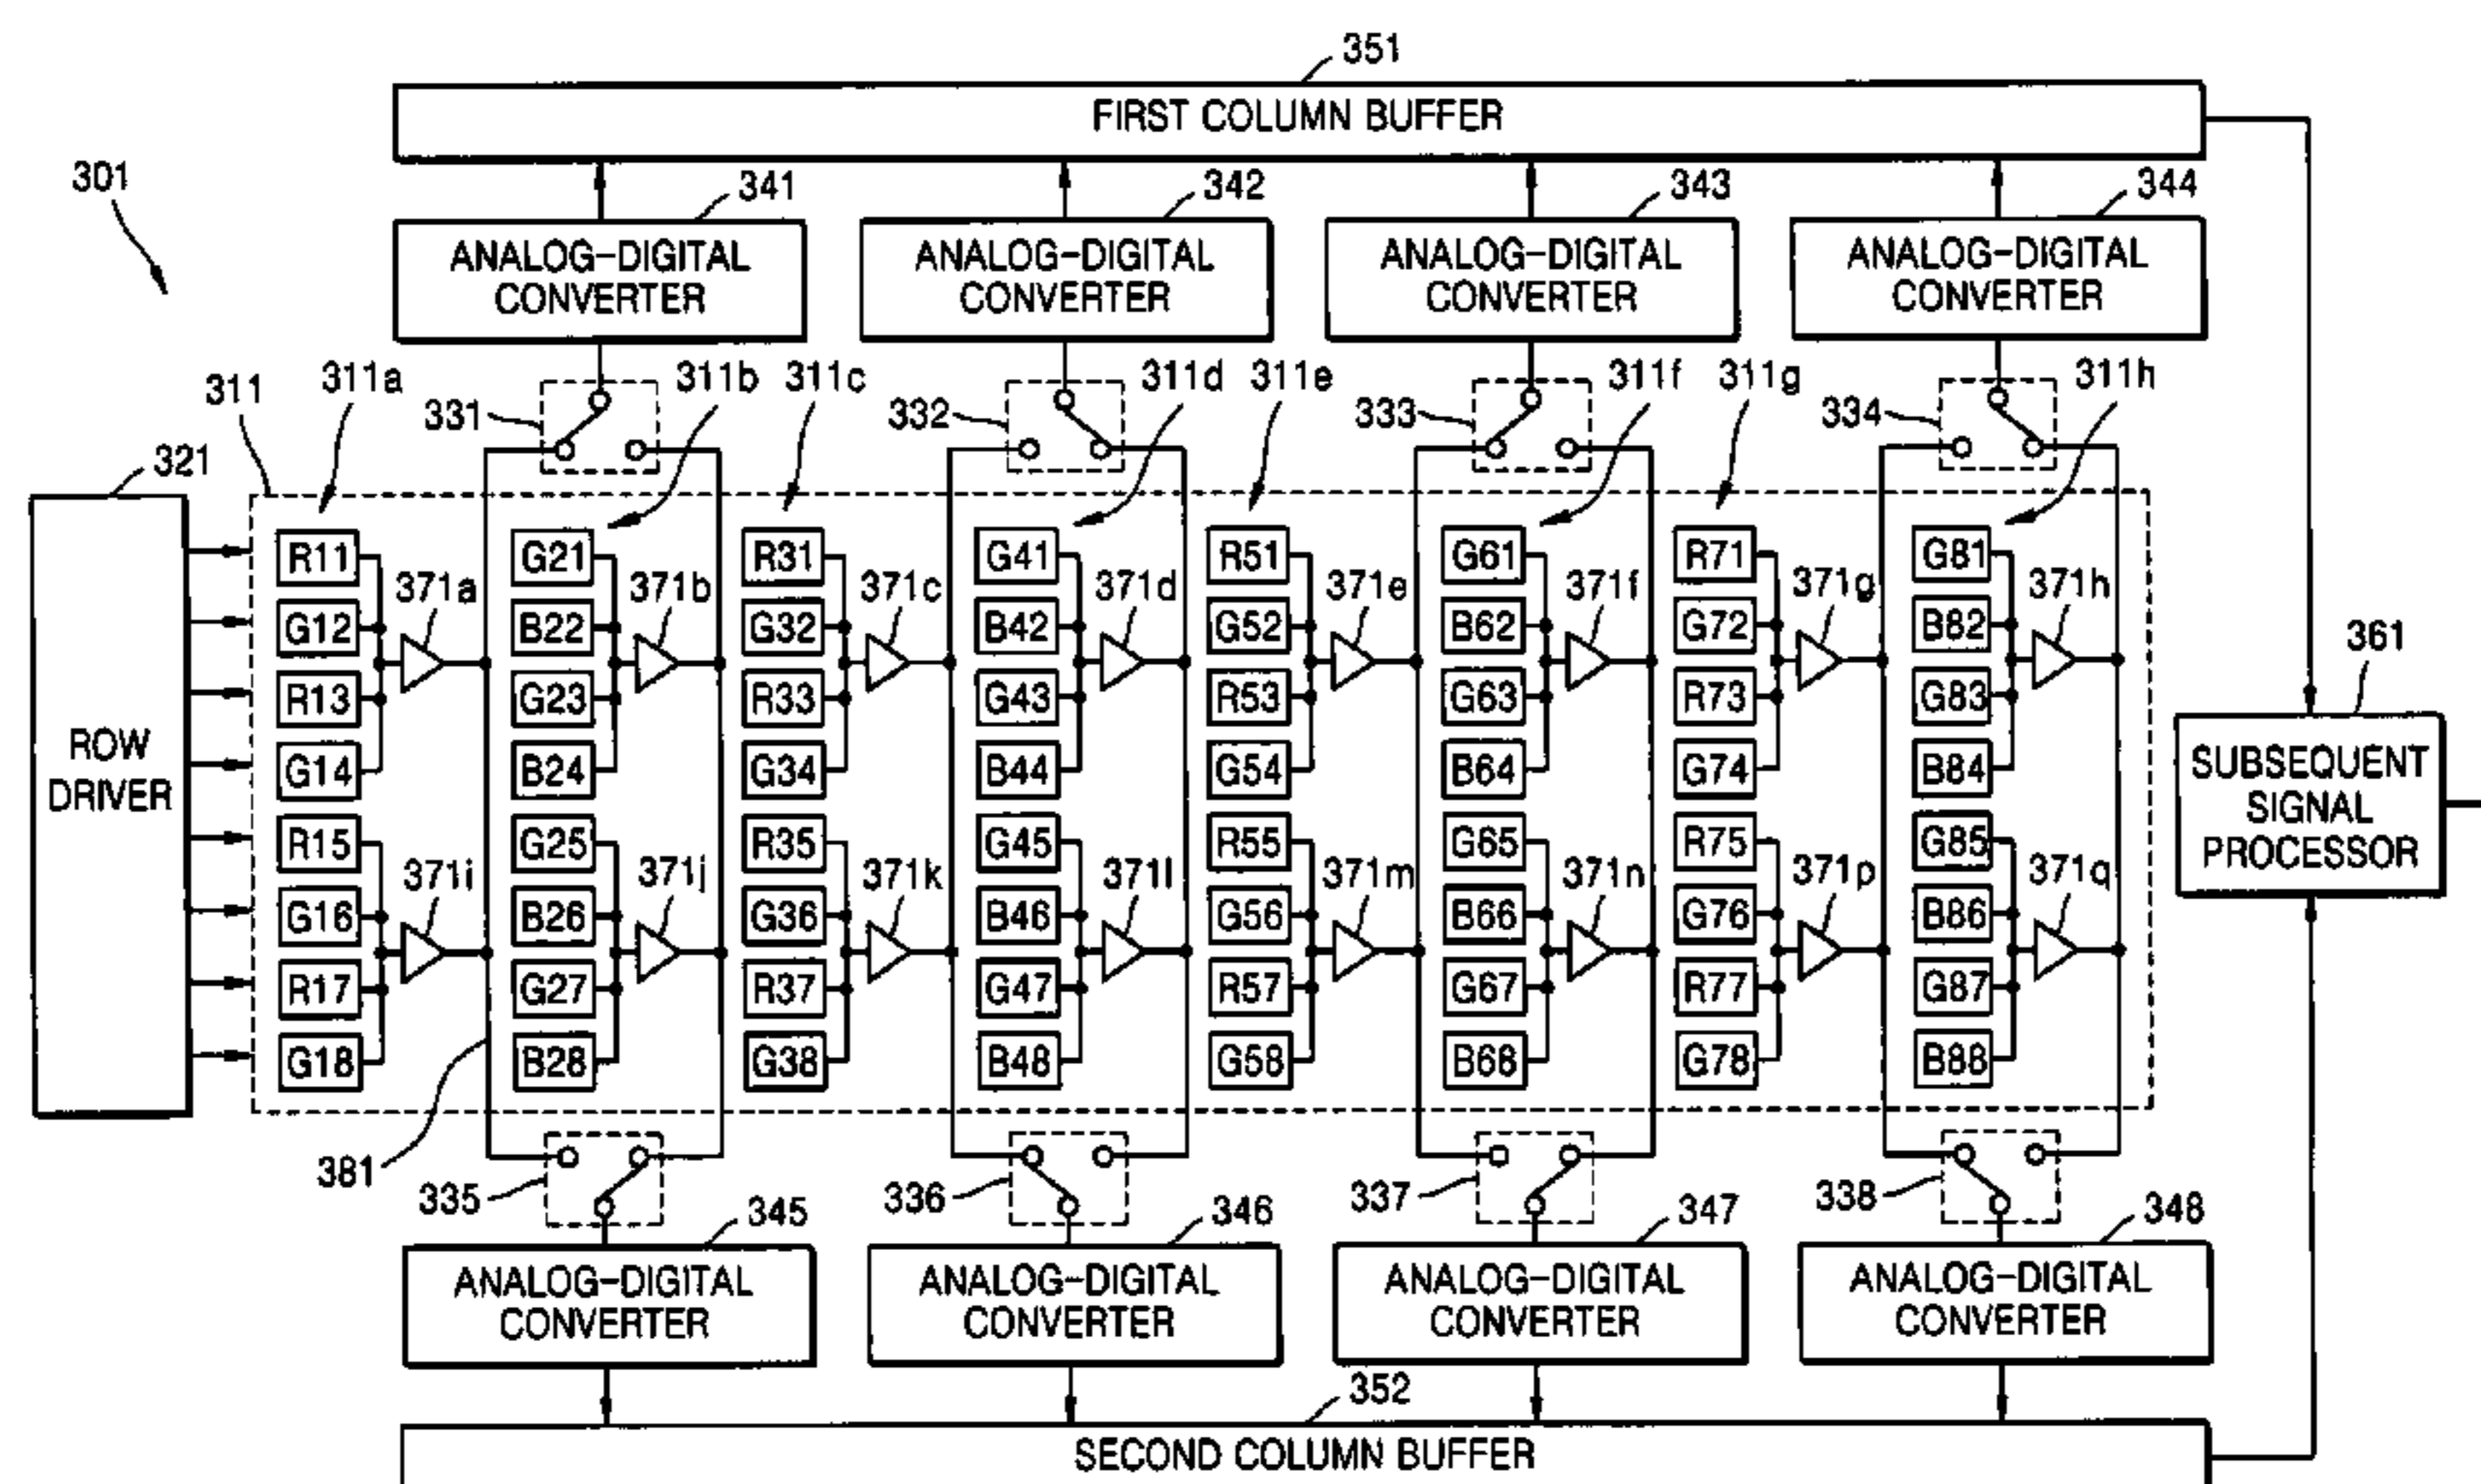 351
FIRST COLUMN BUFFER
301
341
342
343
344
ANALOG-DIGITAL
CONVERTER
ANALOG-DIGITAL
CONVERTER
ANALOG-DIGITAL
CONVERTER
ANALOG-DIGITAL
CONVERTER
311
311a
331
311b
311c
332
311d
311e
333
311f
311g
334
311h
321
ROW
DRIVER
R11
G21
R31
G41
R51
G61
R71
G81
371a
371b
371c
371d
371e
371f
371g
371h
G12
B22
G32
B42
G52
B62
G72
B82
R13
G23
R33
G43
R53
G63
R73
G83
G14
B24
G34
B44
G54
B64
G74
B84
R15
G25
R35
G45
R55
G65
R75
G85
371i
371j
371k
371l
371m
371n
371p
371q
G16
B26
G36
B46
G56
B66
G76
B86
R17
G27
R37
G47
R57
G67
R77
G87
G18
B28
G38
B48
G58
B68
G78
B88
361
SUBSEQUENT
SIGNAL
PROCESSOR
381
335
336
337
338
345
346
347
348
ANALOG-DIGITAL
CONVERTER
ANALOG-DIGITAL
CONVERTER
ANALOG-DIGITAL
CONVERTER
ANALOG-DIGITAL
CONVERTER
352
SECOND COLUMN BUFFER